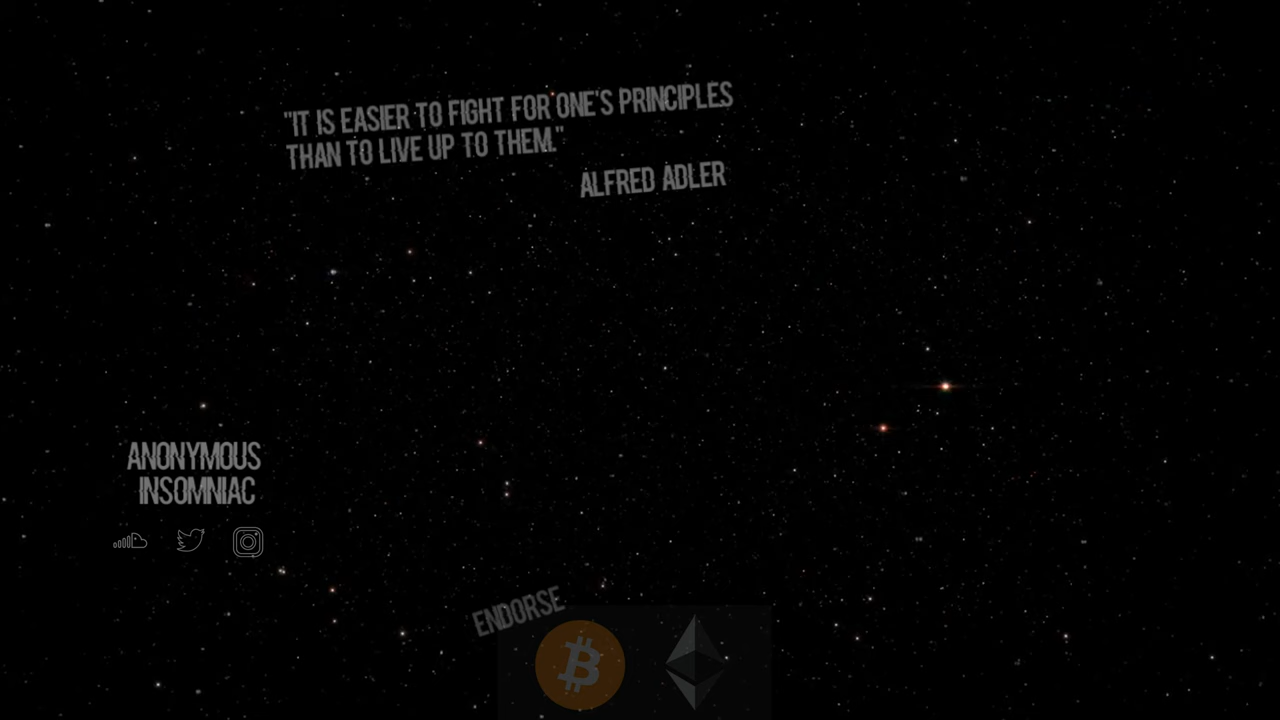 "IT IS EASIER TO FIGHT FOR ONE'S PRINCIPLES
THAN TO LIVE UP TO THEM."
ALFRED ADLER
ANONYMOUS
INSOMNIAC
ENDORSE